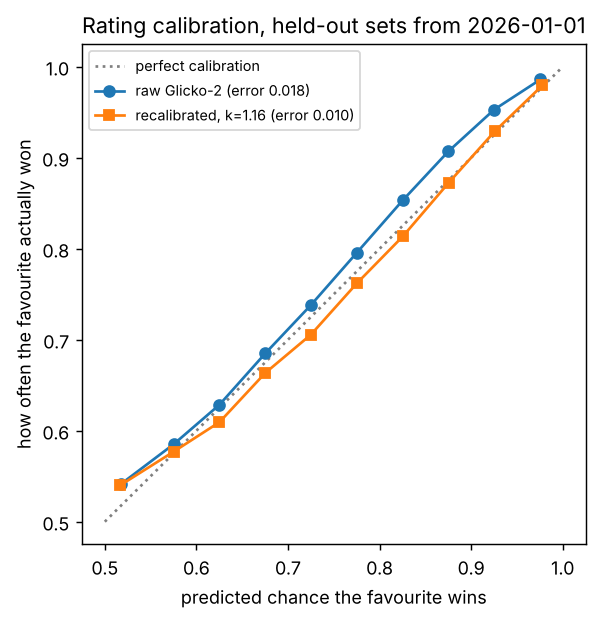 Rating calibration, held-out sets from 2026-01-01
perfect calibration
raw Glicko-2 (error 0.018)
recalibrated, k=1.16 (error 0.010)
how often the favourite actually won
1.0
0.9
0.8
0.7
0.6
0.5
0.5 0.6 0.7 0.8 0.9 1.0
predicted chance the favourite wins